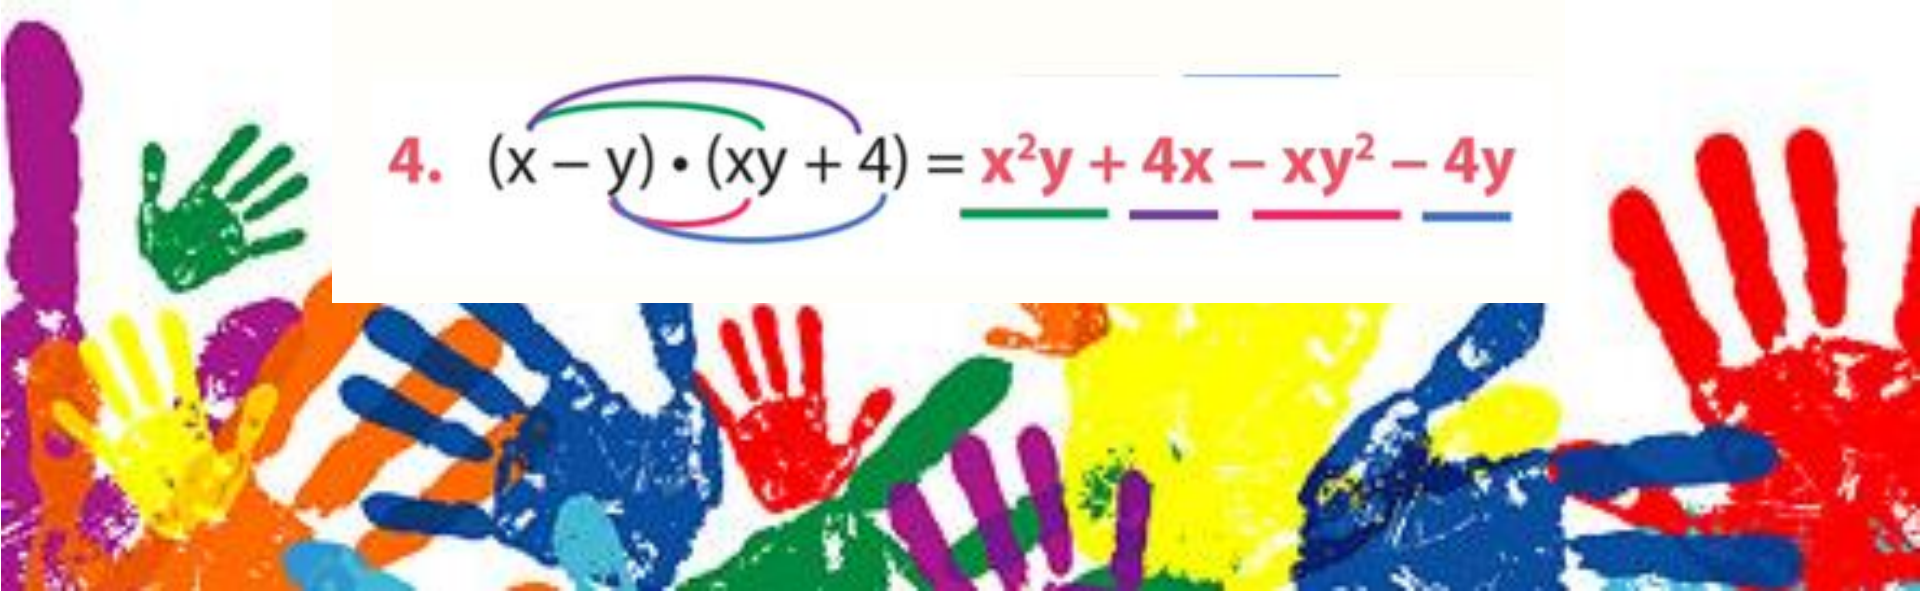 4. (x – y) • (xy + 4) = x²y + 4x – xy² – 4y